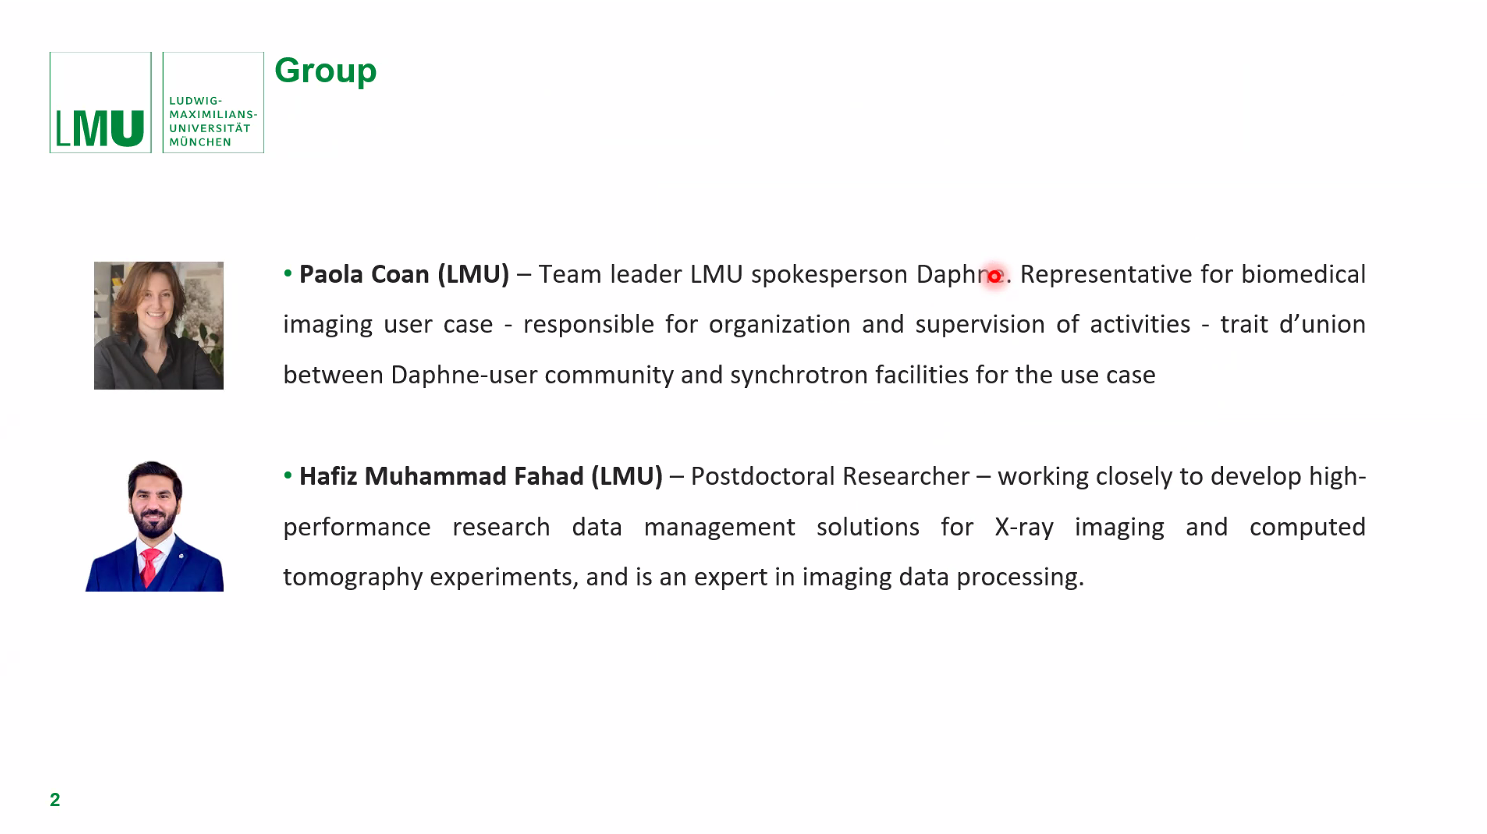 Group
LMU
LUDWIG-
MAXIMILIANS-
UNIVERSITÄT
MÜNCHEN
• Paola Coan (LMU) – Team leader LMU spokesperson Daphne. Representative for biomedical
imaging user case - responsible for organization and supervision of activities - trait d’union
between Daphne-user community and synchrotron facilities for the use case
• Hafiz Muhammad Fahad (LMU) – Postdoctoral Researcher – working closely to develop high-
performance research data management solutions for X-ray imaging and computed
tomography experiments, and is an expert in imaging data processing.
2